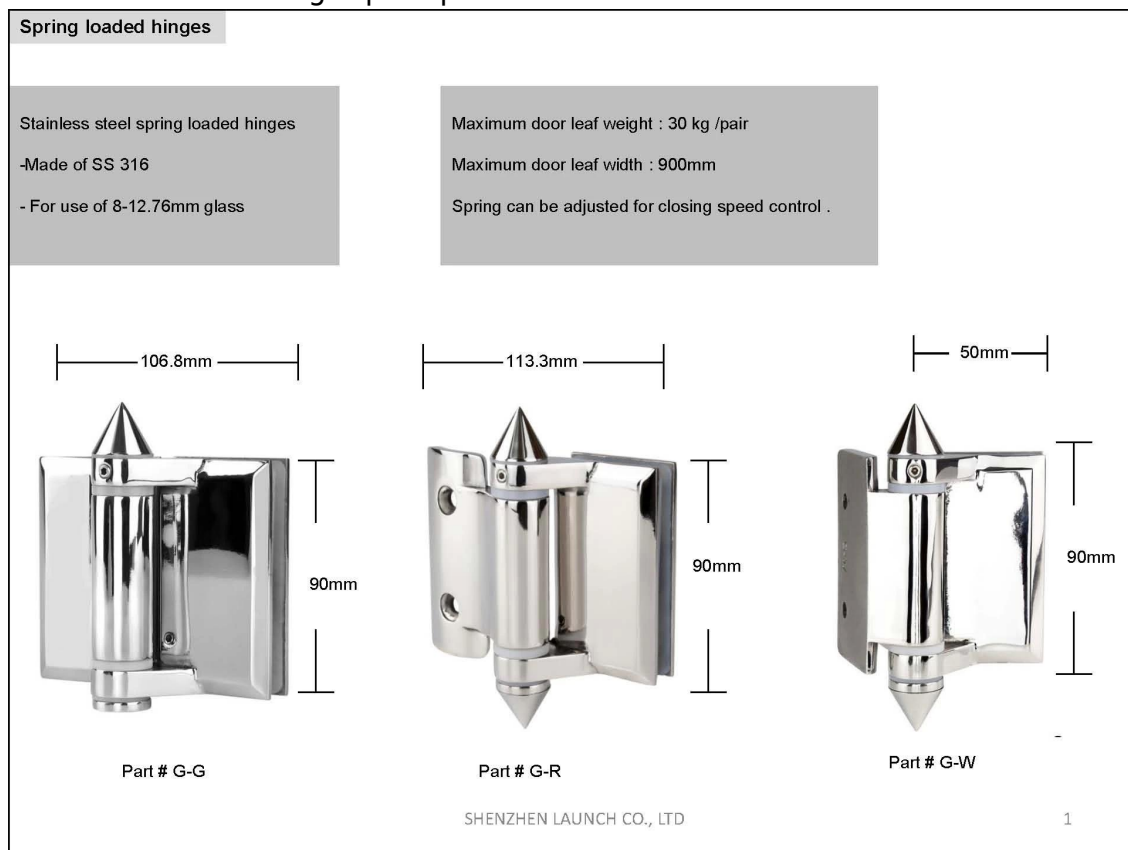 Spring loaded hinges
Stainless steel spring loaded hinges
-Made of SS 316
- For use of 8-12.76mm glass
Maximum door leaf weight : 30 kg /pair
Maximum door leaf width : 900mm
Spring can be adjusted for closing speed control .
106.8mm
113.3mm
50mm
90mm
90mm
90mm
Part # G-G
Part # G-R
Part # G-W
SHENZHEN LAUNCH CO., LTD
1